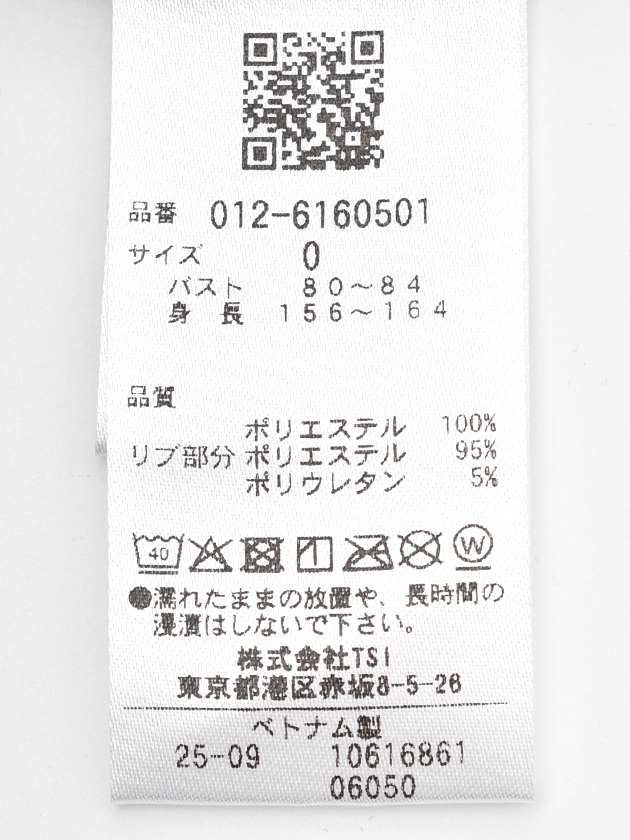 品番 012-6160501
サイズ 0
バスト 80～84
身長 156～164
品質
ポリエステル 100%
リブ部分 ポリエステル 95%
ポリウレタン 5%
40 W
●濡れたままの放置や、長時間の
浸漬はしないで下さい。
株式会社TSI
東京都港区赤坂8-5-26
ベトナム製
25-09 10616861
06050